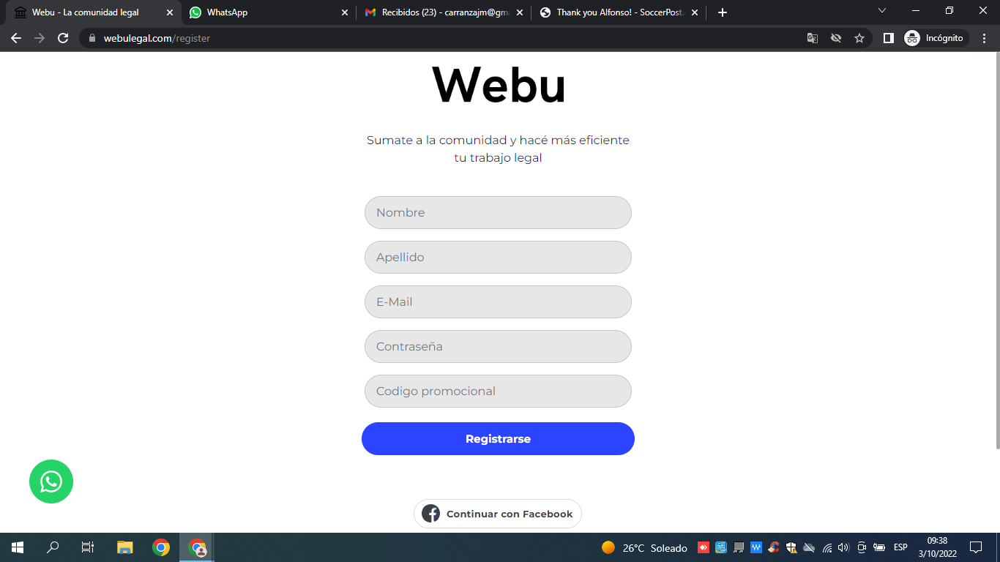 Webu - La comunidad legal
WhatsApp
Recibidos (23) - carranzajm@gm
Thank you Alfonso! - SoccerPost.
webulegal.com/register
Incógnito
Webu
Sumate a la comunidad y hacé más eficiente
tu trabajo legal
Nombre
Apellido
E-Mail
Contraseña
Codigo promocional
Registrarse
Continuar con Facebook
26°C Soleado
ESP
09:38
3/10/2022